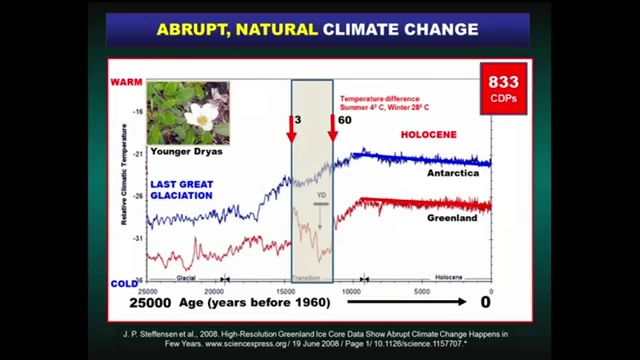 ABRUPT, NATURAL CLIMATE CHANGE
833
CDPs
WARM
-16
-21
-26
-31
-36
COLD
Relative Climatic Temperature
Younger Dryas
LAST GREAT
GLACIATION
3
60
Temperature difference
Summer 4º C, Winter 28º C
HOLOCENE
Antarctica
YD
Greenland
Glacial
Transition
Holocene
25000
20000
15000
10000
5000
0
25000 Age (years before 1960) 0
J. P. Steffensen et al., 2008. High-Resolution Greenland Ice Core Data Show Abrupt Climate Change Happens in
Few Years. www.sciencexpress.org / 19 June 2008 / Page 1/ 10.1126/science.1157707.*